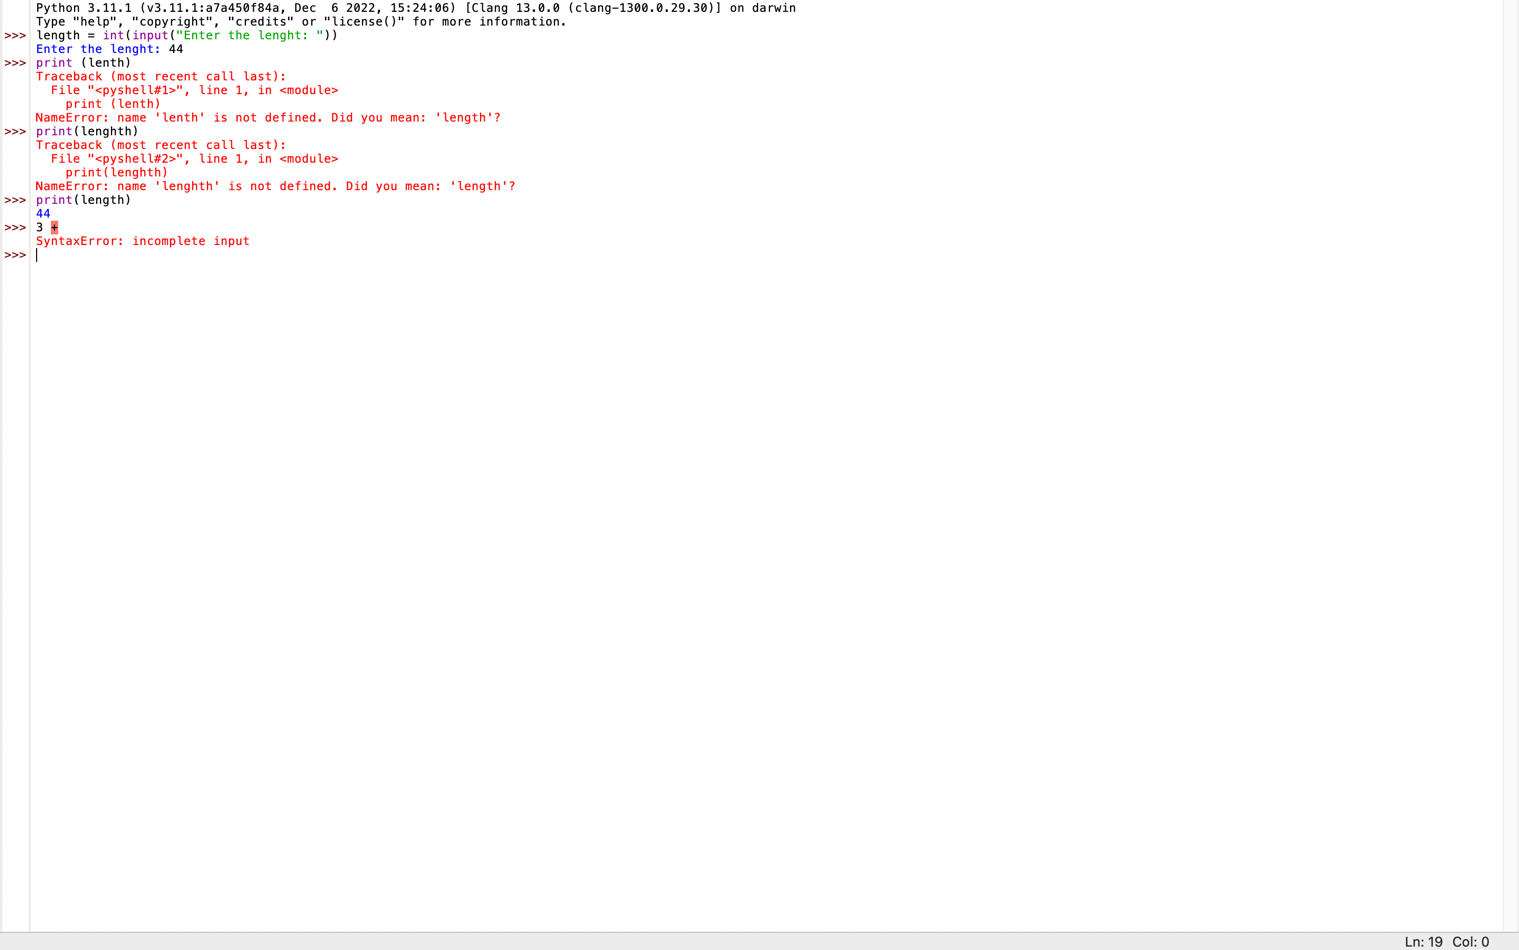 Python 3.11.1 (v3.11.1:a7a450f84a, Dec  6 2022, 15:24:06) [Clang 13.0.0 (clang-1300.0.29.30)] on darwin
Type "help", "copyright", "credits" or "license()" for more information.
>>> length = int(input("Enter the lenght: "))
Enter the lenght: 44
>>> print (lenth)
Traceback (most recent call last):
  File "<pyshell#1>", line 1, in <module>
    print (lenth)
NameError: name 'lenth' is not defined. Did you mean: 'length'?
>>> print(lenghth)
Traceback (most recent call last):
  File "<pyshell#2>", line 1, in <module>
    print(lenghth)
NameError: name 'lenghth' is not defined. Did you mean: 'length'?
>>> print(length)
44
>>> 3 +
SyntaxError: incomplete input
>>>
Ln: 19 Col: 0